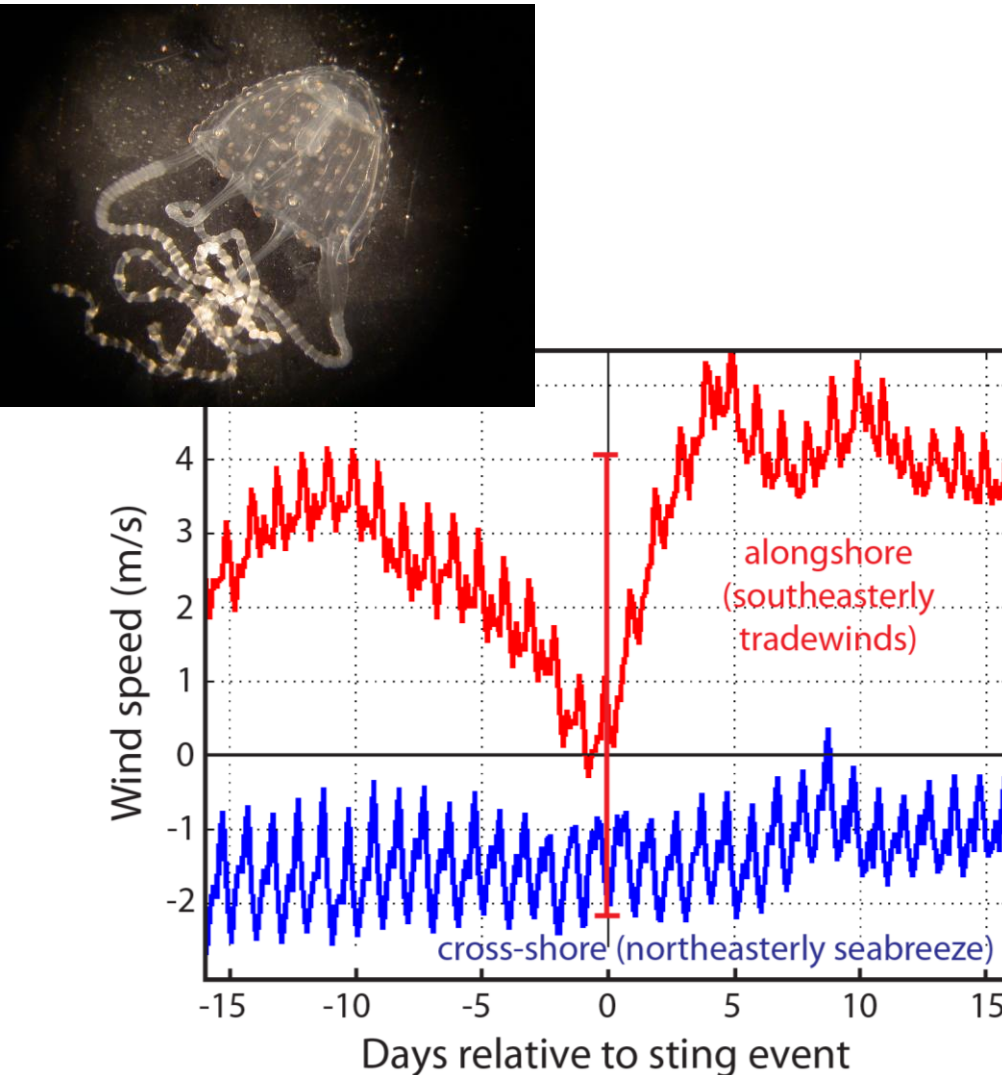 4
3
2
1
0
-1
-2
Wind speed (m/s)
alongshore
(southeasterly
tradewinds)
cross-shore (northeasterly seabreeze)
-15 -10 -5 0 5 10 15
Days relative to sting event